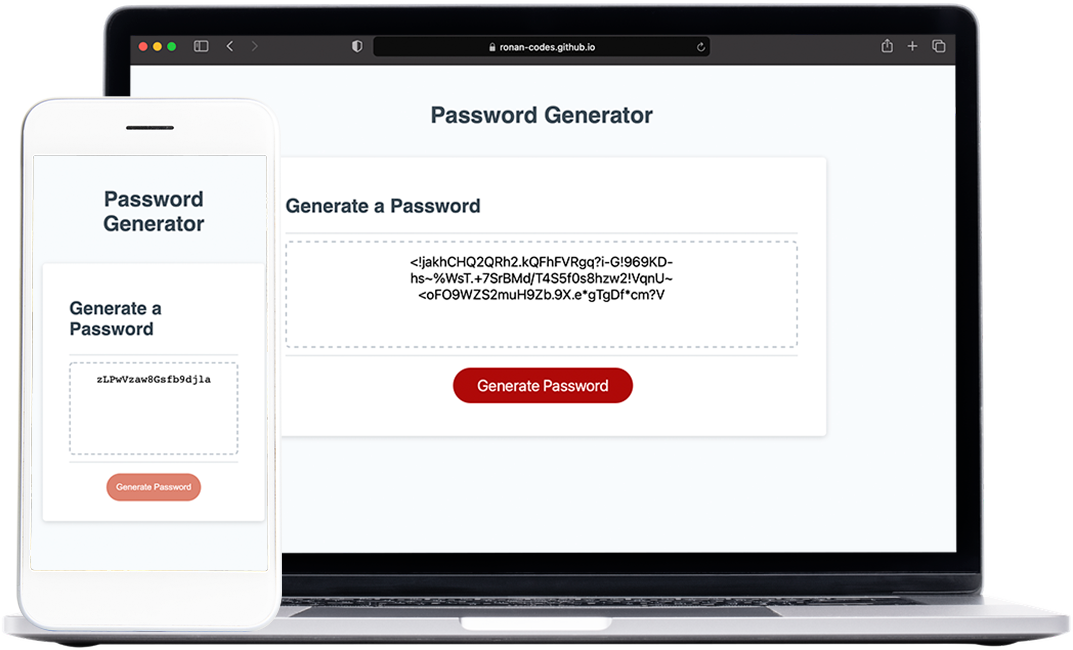 ronan-codes.github.io
Password Generator
Generate a Password
<!jakhCHQ2QRh2.kQFhFVRgq?i-G!969KD-
hs~%WsT.+7SrBMd/T4S5f0s8hzw2!VqnU~
<oFO9WZS2muH9Zb.9X.e*gTgDf*cm?V
Generate Password
Password
Generator
Generate a
Password
zLPwVzaw8Gsfb9djla
Generate Password